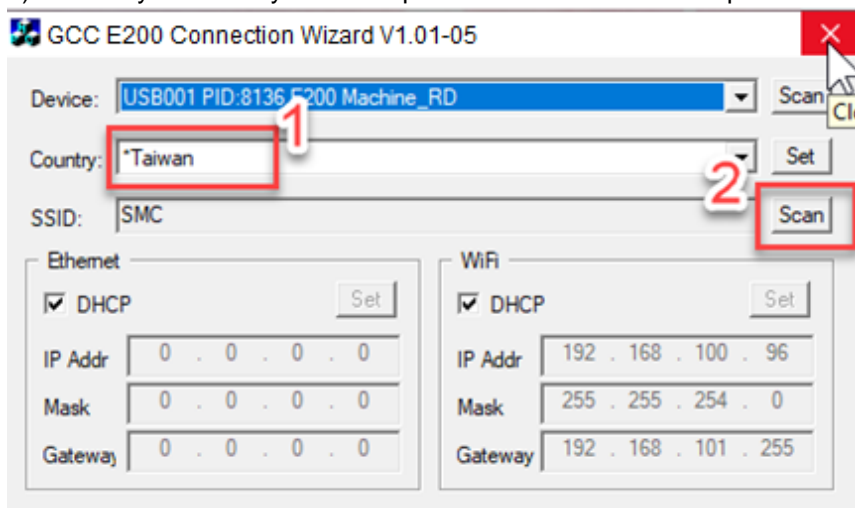 GCC E200 Connection Wizard V1.01-05
Device: USB001 PID:8136 E200 Machine_RD Scan
Clo
1
Country: *Taiwan Set
2
SSID: SMC Scan
Ethernet WiFi
DHCP Set DHCP Set
IP Addr 0 . 0 . 0 . 0 IP Addr 192 . 168 . 100 . 96
Mask 0 . 0 . 0 . 0 Mask 255 . 255 . 254 . 0
Gateway 0 . 0 . 0 . 0 Gateway 192 . 168 . 101 . 255